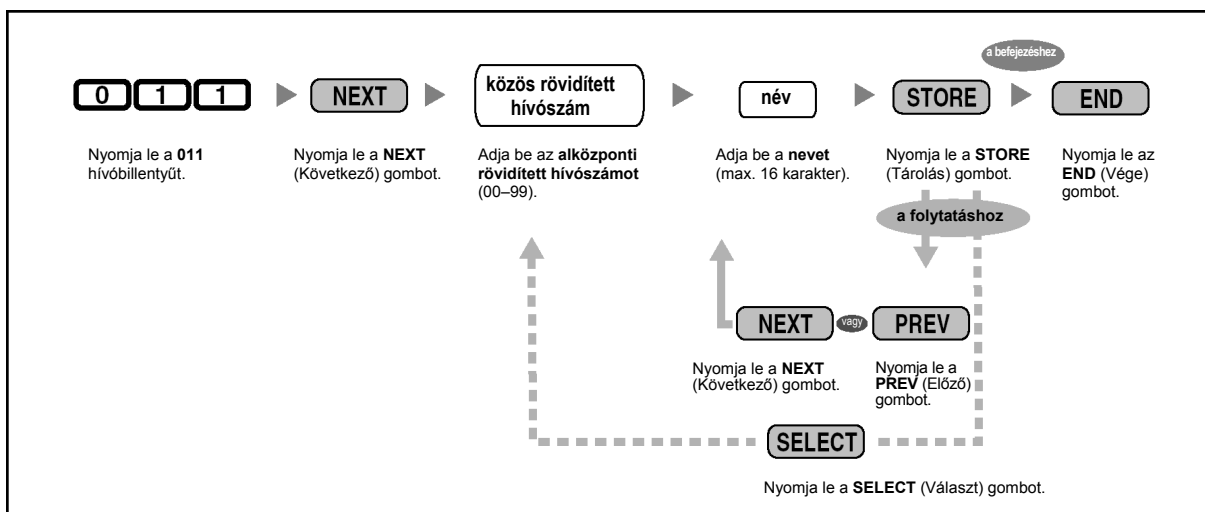 a befejezéshez
0 1 1
NEXT
közös rövidített
hívószám
név
STORE
END
Nyomja le a 011
hívóbillentyűt.
Nyomja le a NEXT
(Következő) gombot.
Adja be az alközponti
rövidített hívószámot
(00–99).
Adja be a nevet
(max. 16 karakter).
Nyomja le a STORE
(Tárolás) gombot.
Nyomja le az
END (Vége)
gombot.
a folytatáshoz
NEXT
vagy
PREV
Nyomja le a NEXT
(Következő) gombot.
Nyomja le a
PREV (Előző)
gombot.
SELECT
Nyomja le a SELECT (Választ) gombot.